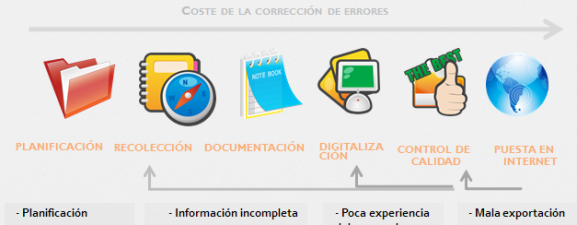 COSTE DE LA CORRECCIÓN DE ERRORES
NOTE BOOK
THE BEST
PLANIFICACIÓN
RECOLECCIÓN
DOCUMENTACIÓN
DIGITALIZA
CIÓN
CONTROL DE
CALIDAD
PUESTA EN
INTERNET
- Planificación
- Información incompleta
- Poca experiencia
- Mala exportación